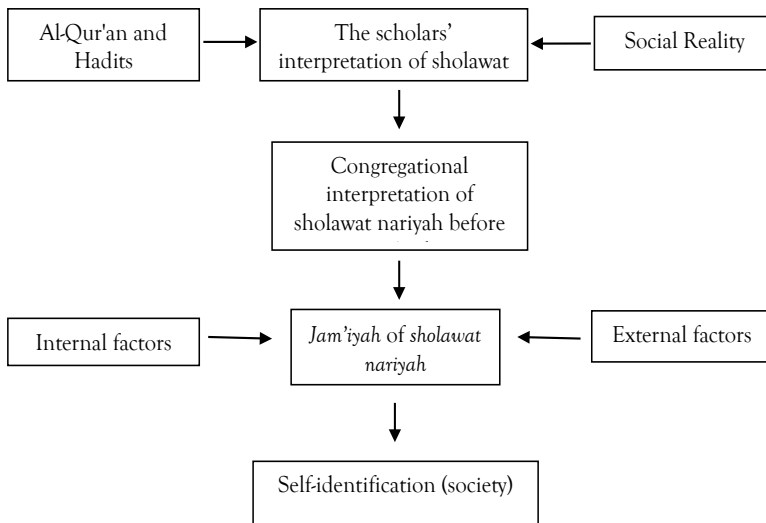 Al-Qur'an and
Hadits
The scholars'
interpretation of sholawat
Social Reality
Congregational
interpretation of
sholawat nariyah before
Internal factors
Jam'iyah of sholawat
nariyah
External factors
Self-identification (society)